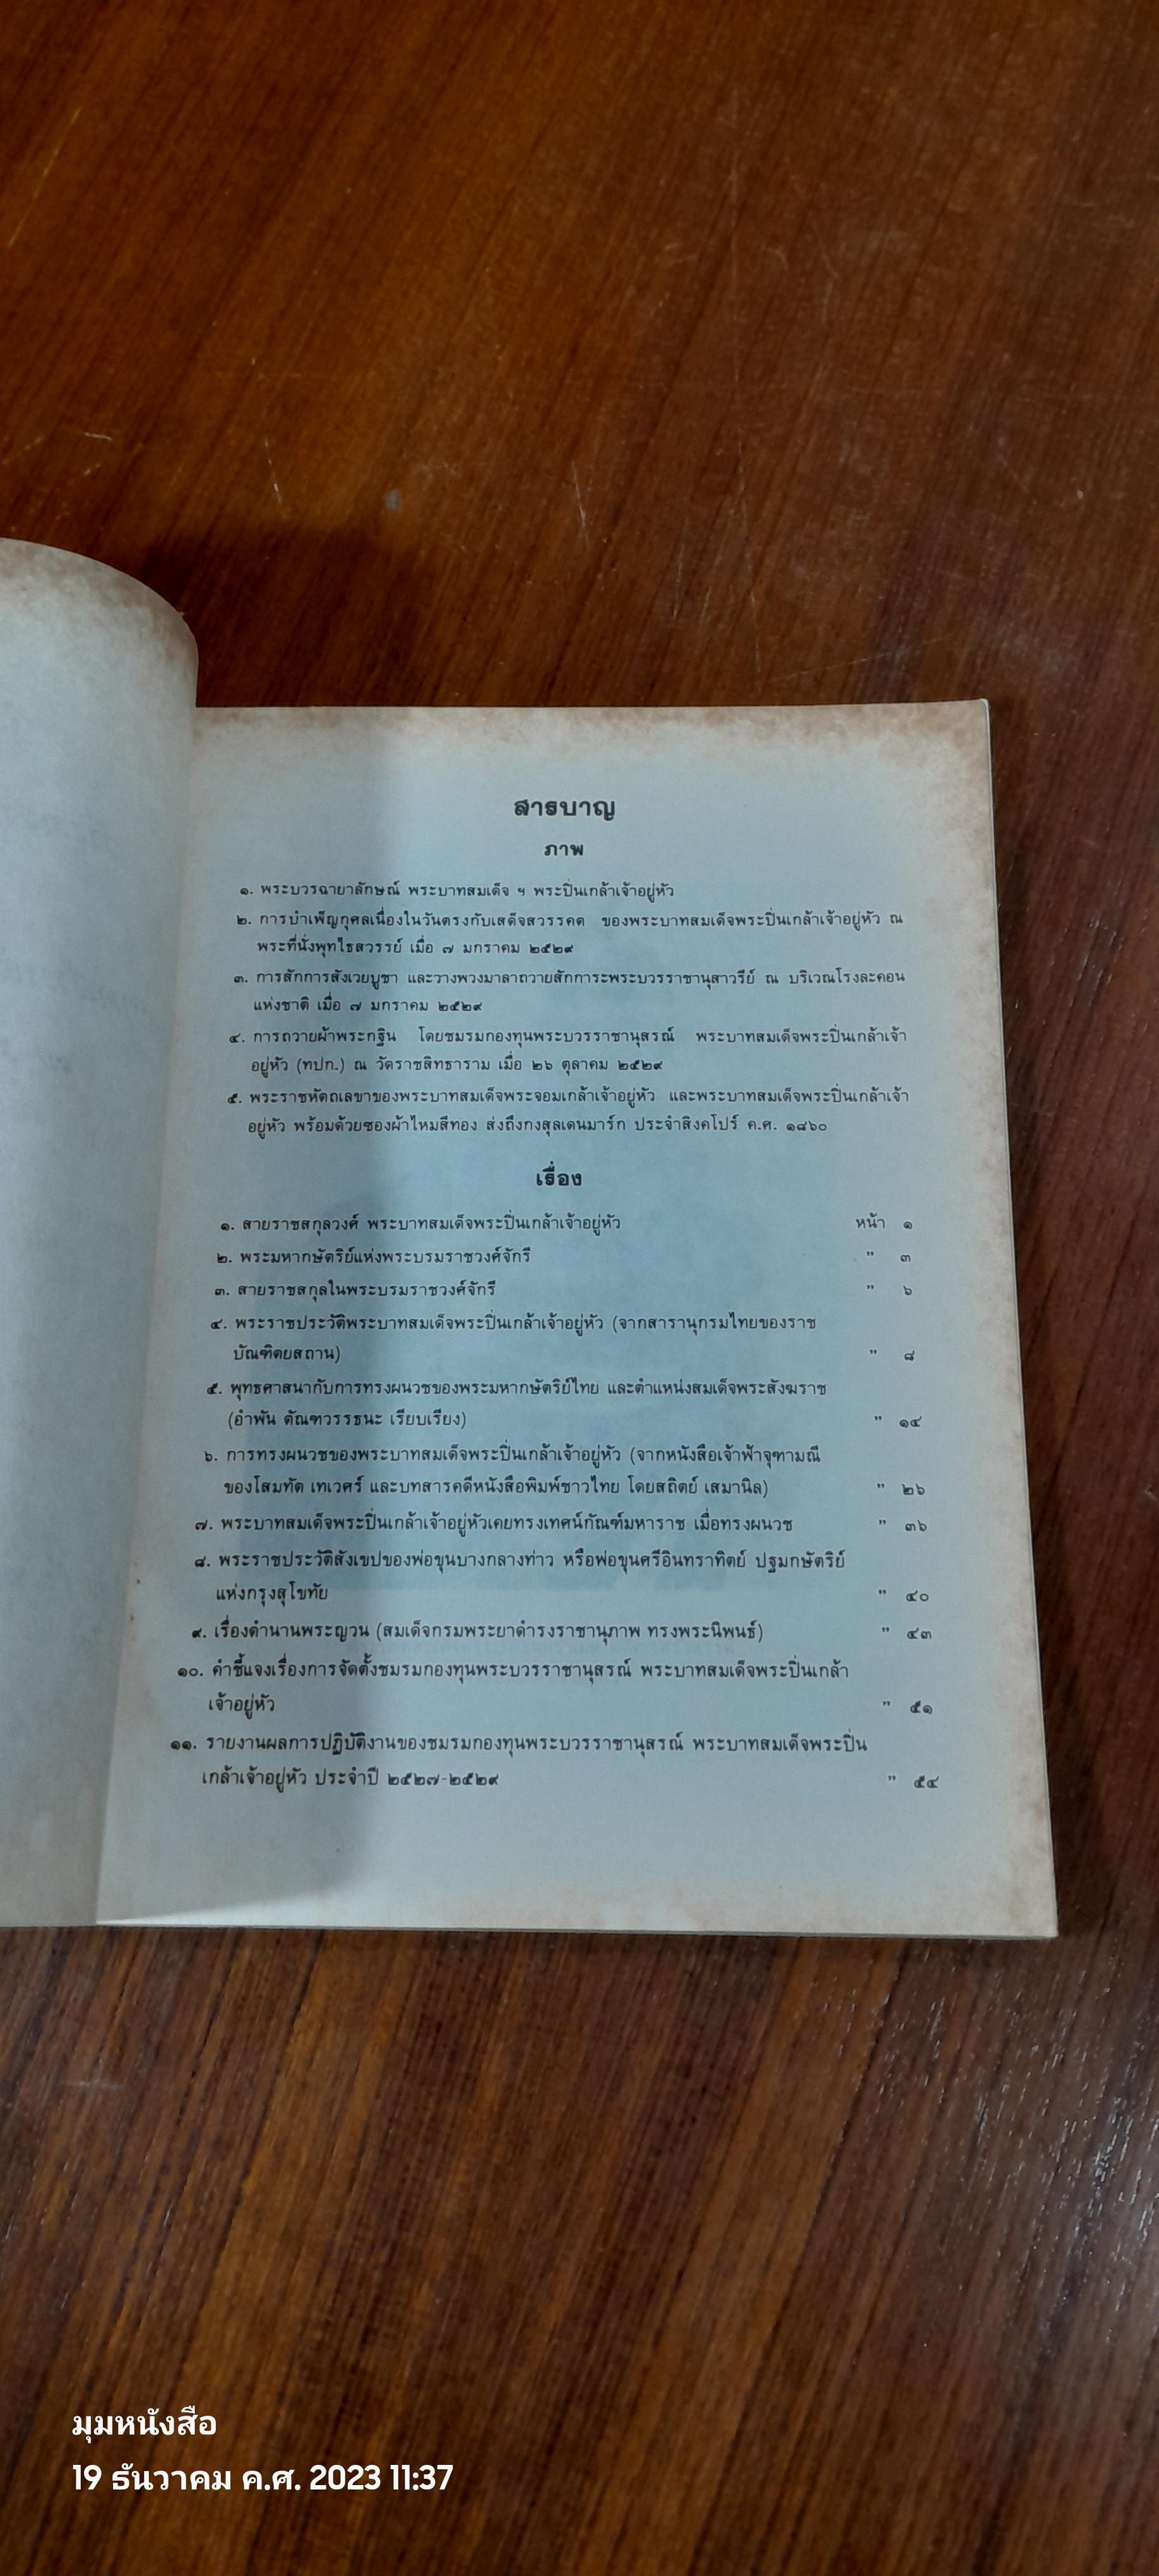 สารบาญ
ภาพ
๑. พระบวรฉายาลักษณ์ พระบาทสมเด็จ ฯ พระปิ่นเกล้าเจ้าอยู่หัว
๒. การบำเพ็ญกุศลเนื่องในวันตรงกับเสด็จสวรรคต ของพระบาทสมเด็จพระปิ่นเกล้าเจ้าอยู่หัว ณ
พระที่นั่งพุทไธสวรรย์ เมื่อ ๗ มกราคม ๒๕๒๙
๓. การสักการสังเวยบูชา และวางพวงมาลาถวายสักการะพระบวรราชานุสาวรีย์ ณ บริเวณโรงละคอน
แห่งชาติ เมื่อ ๗ มกราคม ๒๕๒๙
๔. การถวายผ้าพระกฐิน โดยชมรมกองทุนพระบวรราชานุสรณ์ พระบาทสมเด็จพระปิ่นเกล้าเจ้า
อยู่หัว (ทปก.) ณ วัดราชสิทธาราม เมื่อ ๒๖ ตุลาคม ๒๕๒๙
๕. พระราชหัตถเลขาของพระบาทสมเด็จพระจอมเกล้าเจ้าอยู่หัว และพระบาทสมเด็จพระปิ่นเกล้าเจ้า
อยู่หัว พร้อมด้วยซองผ้าไหมสีทอง ส่งถึงกงสุลเดนมาร์ก ประจำสิงคโปร์ ค.ศ. ๑๘๖๐
เรื่อง
๑. สายราชสกุลวงศ์ พระบาทสมเด็จพระปิ่นเกล้าเจ้าอยู่หัว หน้า ๑
๒. พระมหากษัตริย์แห่งพระบรมราชวงศ์จักรี " ๓
๓. สายราชสกุลในพระบรมราชวงศ์จักรี " ๖
๔. พระราชประวัติพระบาทสมเด็จพระปิ่นเกล้าเจ้าอยู่หัว (จากสารานุกรมไทยของราช
บัณฑิตยสถาน) " ๘
๕. พุทธศาสนากับการทรงผนวชของพระมหากษัตริย์ไทย และตำแหน่งสมเด็จพระสังฆราช
(อำพัน ตัณฑวรรธนะ เรียบเรียง) " ๑๔
๖. การทรงผนวชของพระบาทสมเด็จพระปิ่นเกล้าเจ้าอยู่หัว (จากหนังสือเจ้าฟ้าจุฑามณี
ของโสมทัต เทเวศร์ และบทสารคดีหนังสือพิมพ์ชาวไทย โดยสถิตย์ เสมานิล) " ๒๖
๗. พระบาทสมเด็จพระปิ่นเกล้าเจ้าอยู่หัวเคยทรงเทศน์กัณฑ์มหาราช เมื่อทรงผนวช " ๓๖
๘. พระราชประวัติสังเขปของพ่อขุนบางกลางท่าว หรือพ่อขุนศรีอินทราทิตย์ ปฐมกษัตริย์
แห่งกรุงสุโขทัย " ๔๐
๙. เรื่องตำนานพระญวน (สมเด็จกรมพระยาดำรงราชานุภาพ ทรงพระนิพนธ์) " ๔๓
๑๐. คำชี้แจงเรื่องการจัดตั้งชมรมกองทุนพระบวรราชานุสรณ์ พระบาทสมเด็จพระปิ่นเกล้า
เจ้าอยู่หัว " ๕๑
๑๑. รายงานผลการปฏิบัติงานของชมรมกองทุนพระบวรราชานุสรณ์ พระบาทสมเด็จพระปิ่น
เกล้าเจ้าอยู่หัว ประจำปี ๒๕๒๗-๒๕๒๙ " ๕๔
มุมหนังสือ
19 ธันวาคม ค.ศ. 2023 11:37